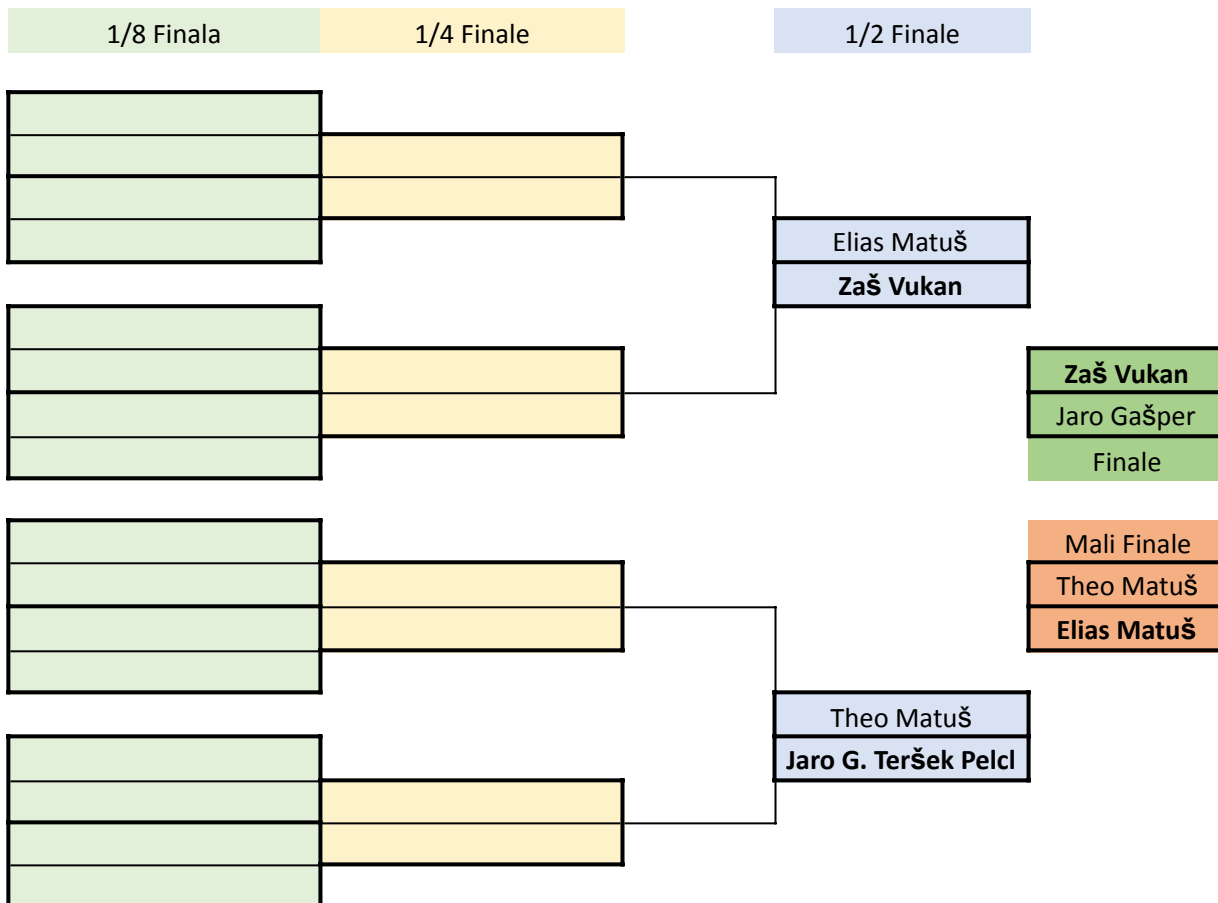 1/8 Finala
1/4 Finale
1/2 Finale
Elias Matuš
Zaš Vukan
Zaš Vukan
Jaro Gašper
Finale
Mali Finale
Theo Matuš
Elias Matuš
Theo Matuš
Jaro G. Teršek Pelcl